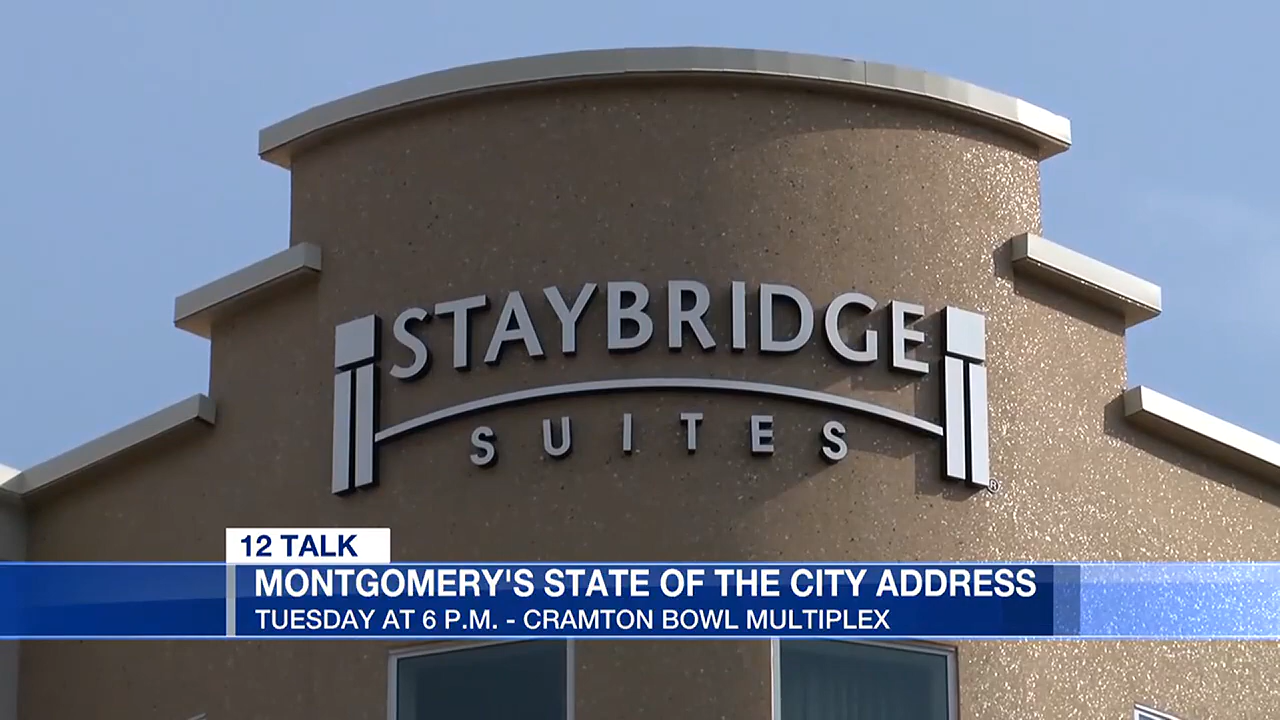 STAYBRIDGE
SUITES
®
12 TALK
MONTGOMERY'S STATE OF THE CITY ADDRESS
TUESDAY AT 6 P.M. - CRAMTON BOWL MULTIPLEX